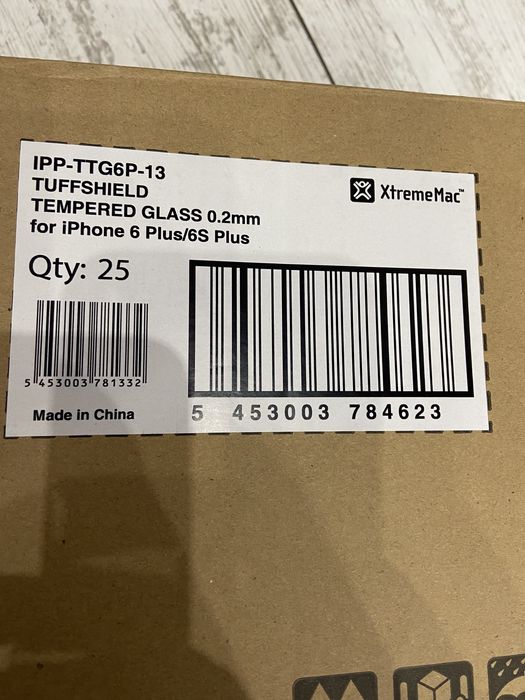 IPP-TTG6P-13
TUFFSHIELD
TEMPERED GLASS 0.2mm
for iPhone 6 Plus/6S Plus
XtremeMac™
Qty: 25
5 453003 781332
Made in China
5 453003 784623